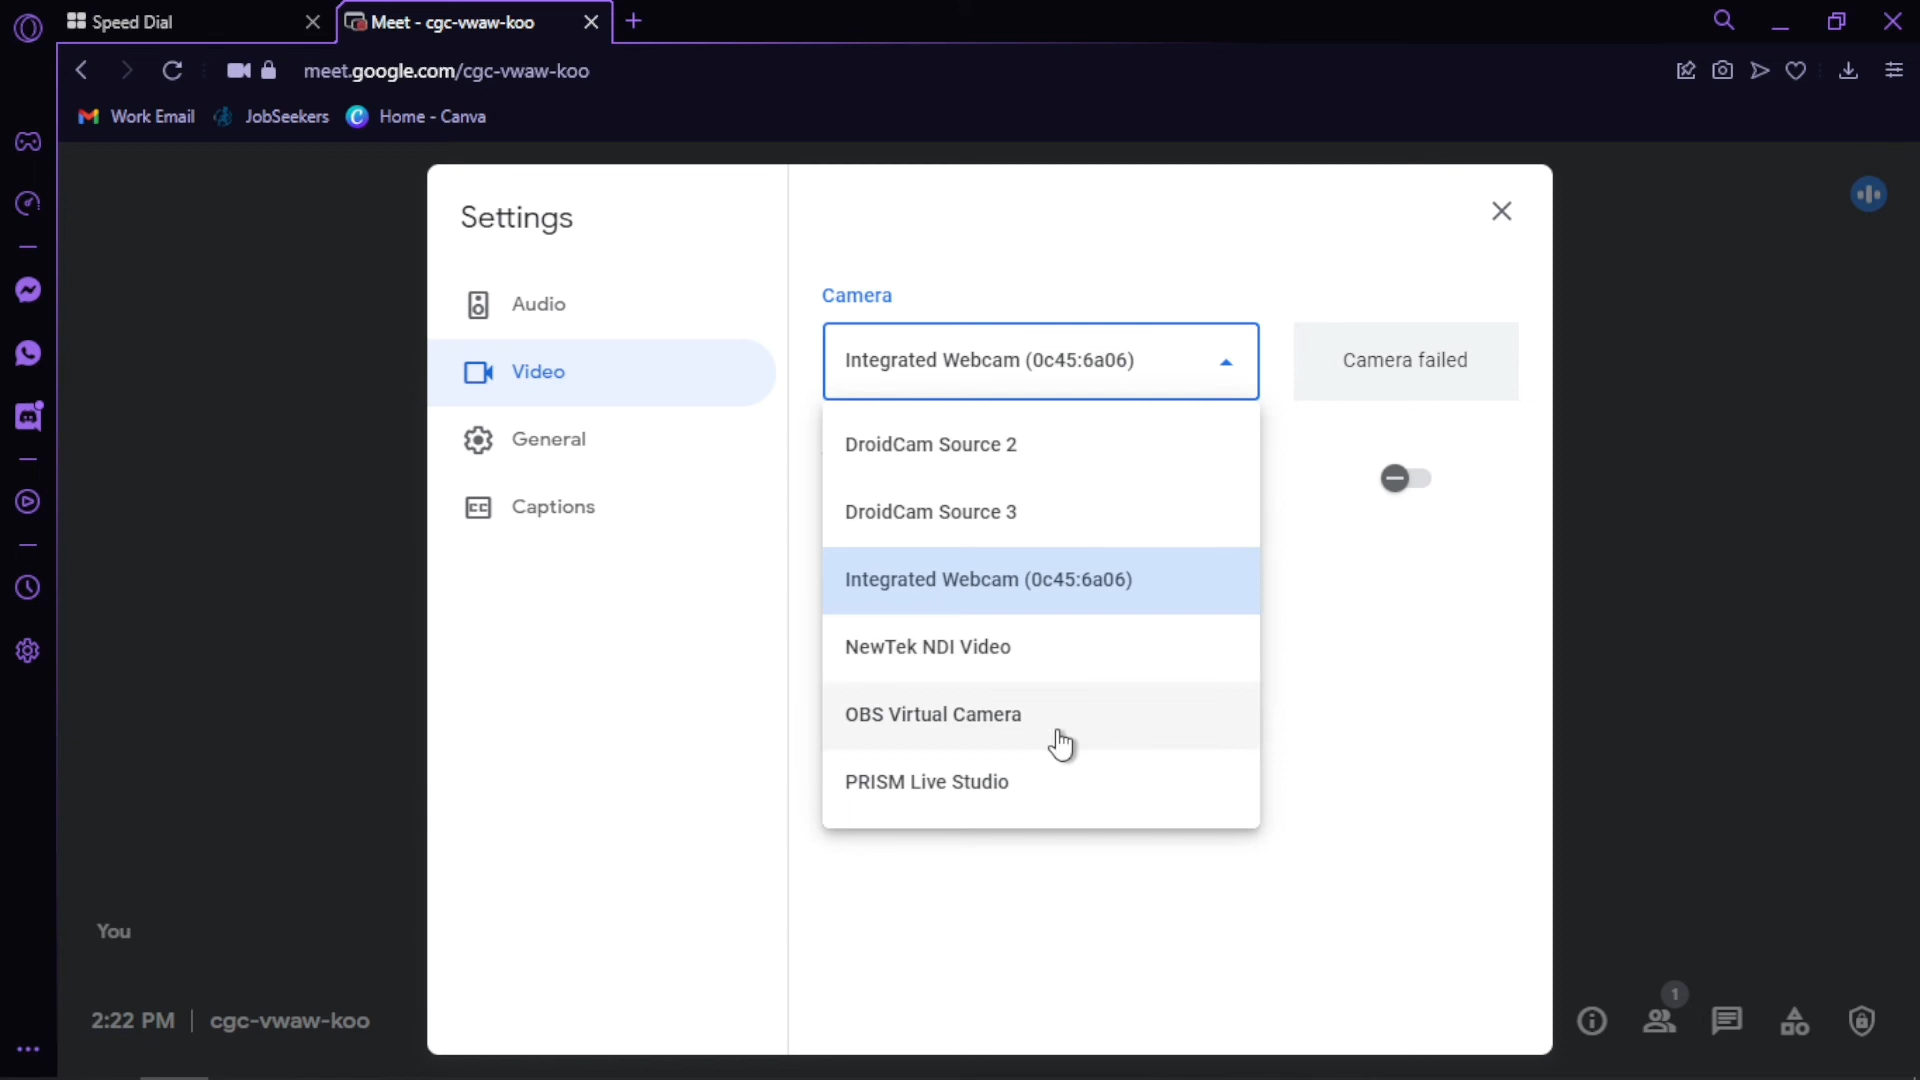 Speed Dial
Meet - cgc-vwaw-koo
meet.google.com/cgc-vwaw-koo
Work Email
JobSeekers
C
Home - Canva
Settings
Audio
Video
General
CC
Captions
Camera
Integrated Webcam (0c45:6a06)
Camera failed
DroidCam Source 2
DroidCam Source 3
Integrated Webcam (0c45:6a06)
NewTek NDI Video
OBS Virtual Camera
PRISM Live Studio
You
2:22 PM | cgc-vwaw-koo
1